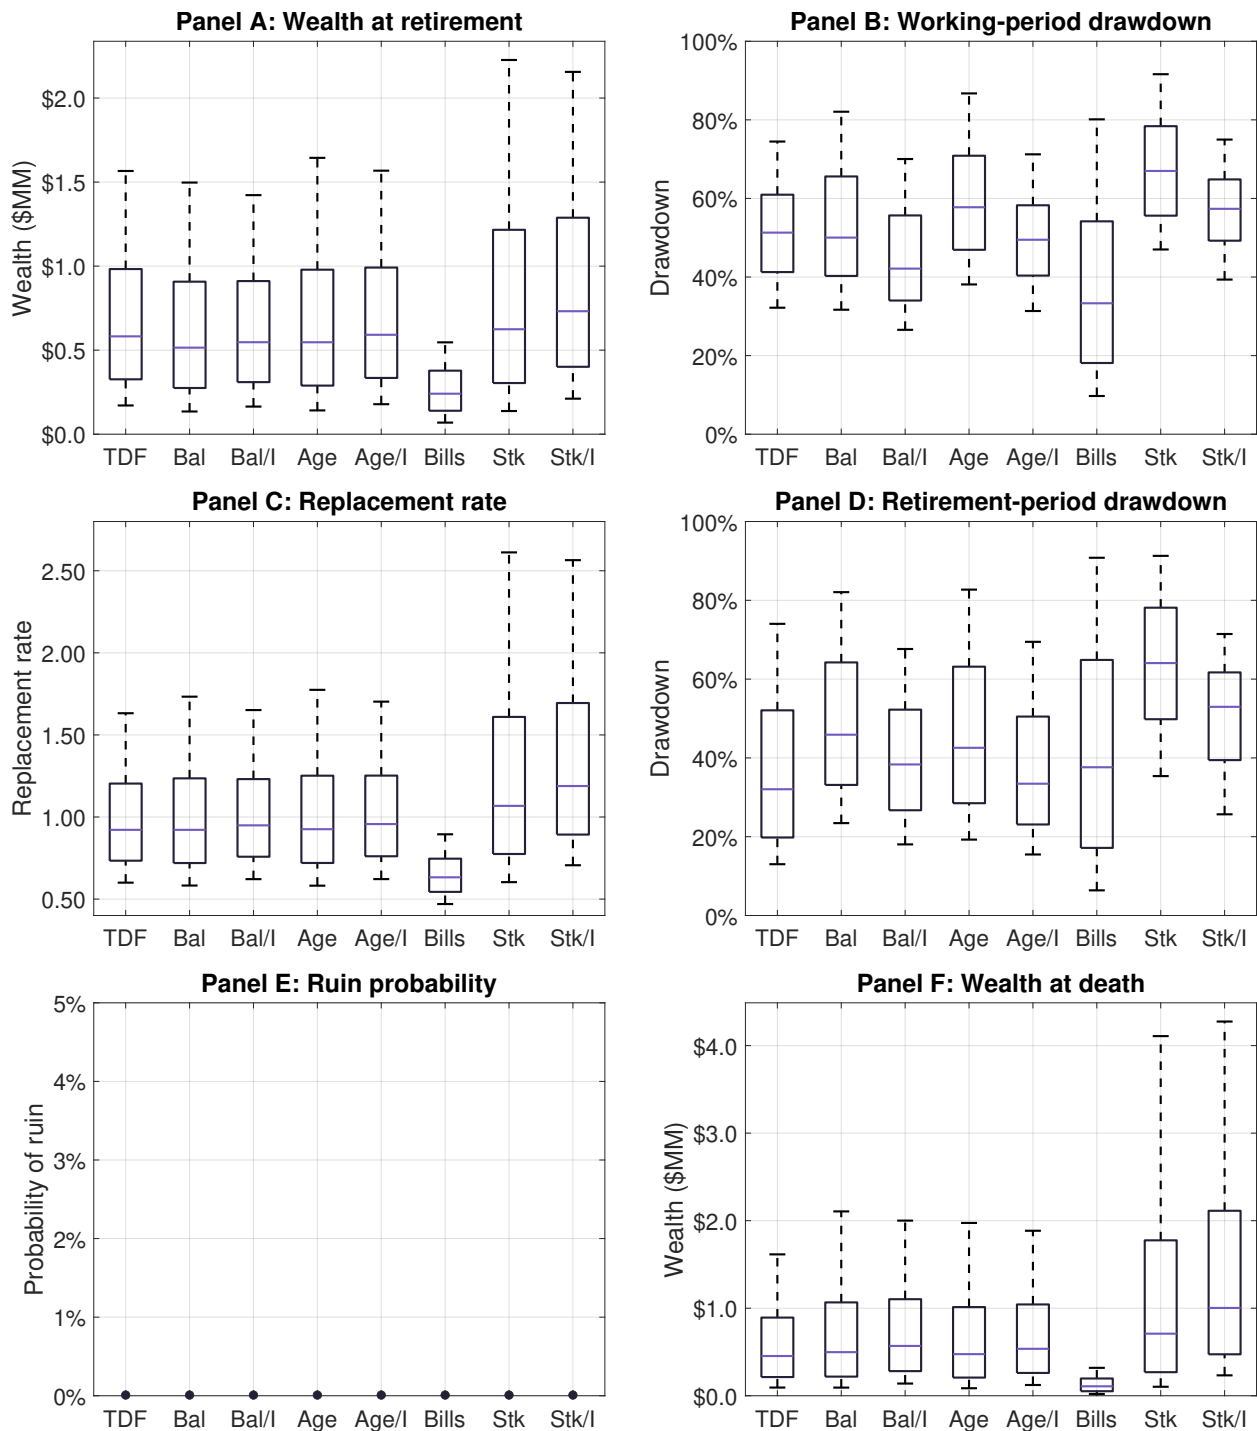 Panel A: Wealth at retirement
Wealth ($MM)
$2.0
$1.5
$1.0
$0.5
$0.0
TDF Bal Bal/I Age Age/I Bills Stk Stk/I
Panel B: Working-period drawdown
Drawdown
100%
80%
60%
40%
20%
0%
TDF Bal Bal/I Age Age/I Bills Stk Stk/I
Panel C: Replacement rate
Replacement rate
2.50
2.00
1.50
1.00
0.50
TDF Bal Bal/I Age Age/I Bills Stk Stk/I
Panel D: Retirement-period drawdown
Drawdown
100%
80%
60%
40%
20%
0%
TDF Bal Bal/I Age Age/I Bills Stk Stk/I
Panel E: Ruin probability
Probability of ruin
5%
4%
3%
2%
1%
0%
TDF Bal Bal/I Age Age/I Bills Stk Stk/I
Panel F: Wealth at death
Wealth ($MM)
$4.0
$3.0
$2.0
$1.0
$0.0
TDF Bal Bal/I Age Age/I Bills Stk Stk/I